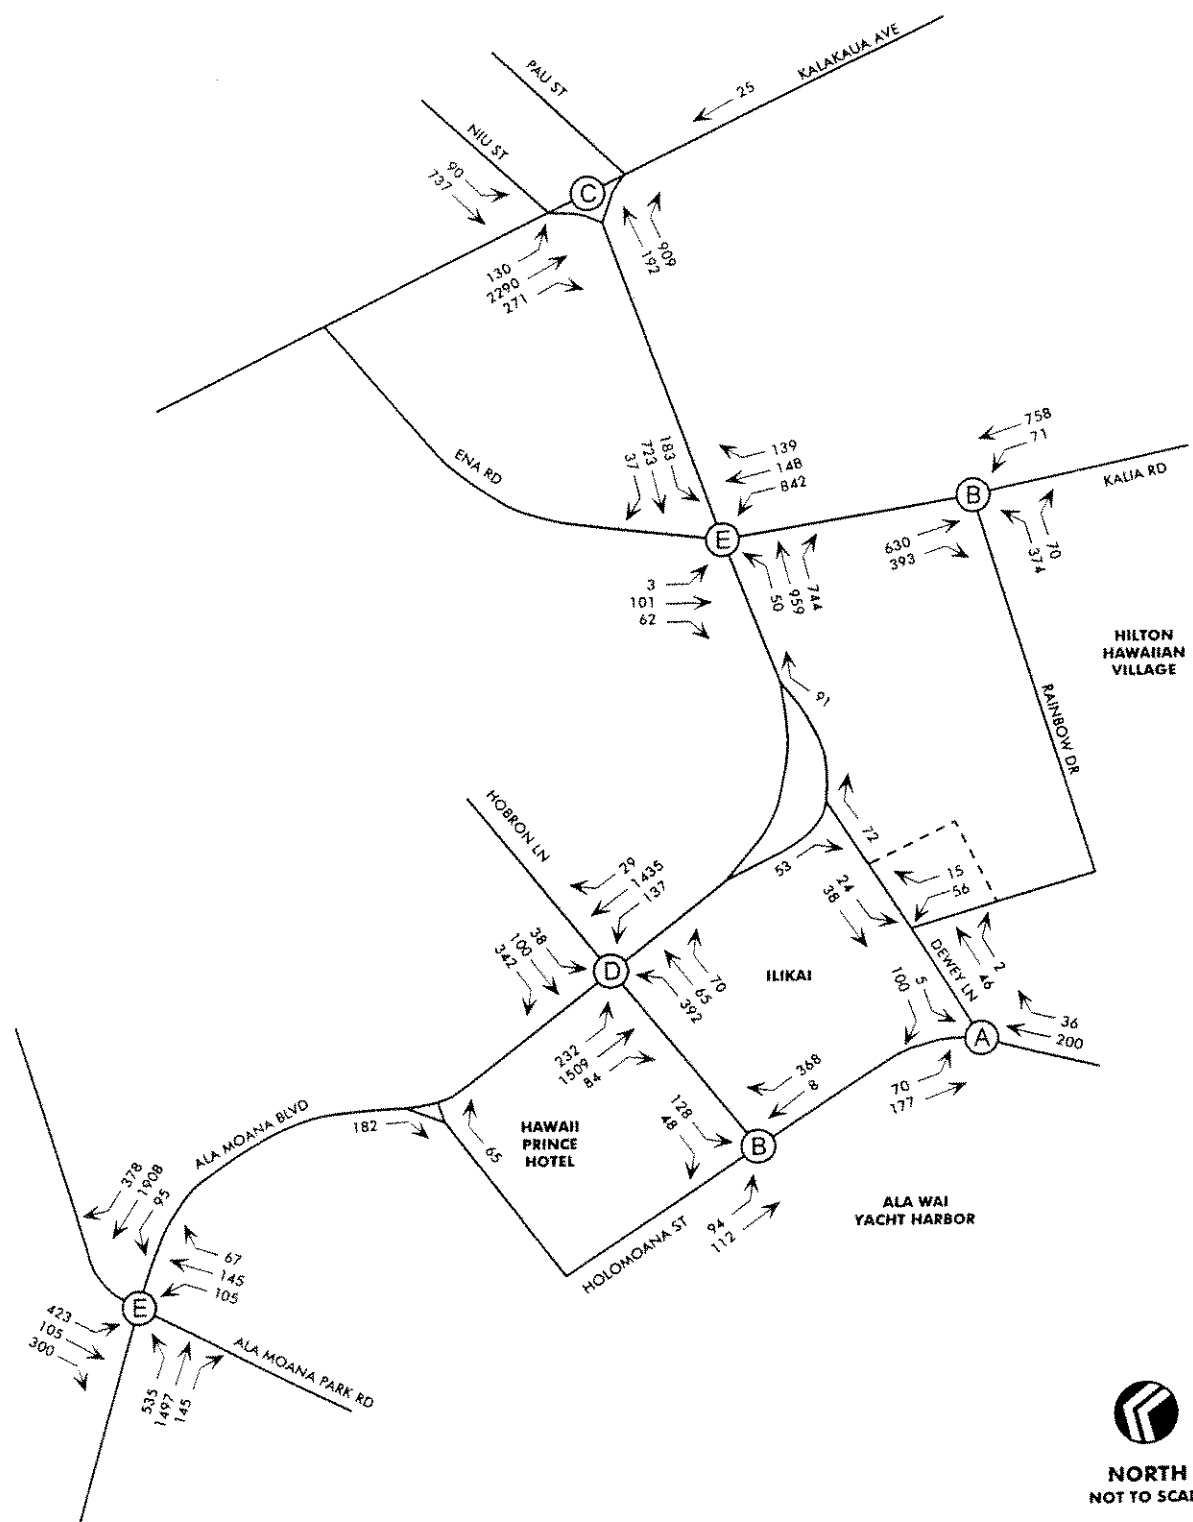 KALAKAUA AVE
25
PAU ST
NIU ST
90
737
C
130
2290
271
192
909
ENA RD
37
723
183
139
148
842
758
71
B
KALIA RD
E
3
101
62
50
959
744
630
393
374
70
HILTON
HAWAIIAN
VILLAGE
RAINBOW DR
91
HOBRON LN
29
1435
137
53
72
24
38
15
56
342
100
38
D
392
65
70
ILIKAI
DEWEY LN
46
2
100
5
36
200
A
232
1509
84
368
8
70
177
128
48
B
ALA MOANA BLVD
182
65
HAWAII
PRINCE
HOTEL
94
112
HOLOMOANA ST
ALA WAI
YACHT HARBOR
378
1908
95
67
145
105
E
423
105
300
535
1497
145
ALA MOANA PARK RD
NORTH
NOT TO SCAL